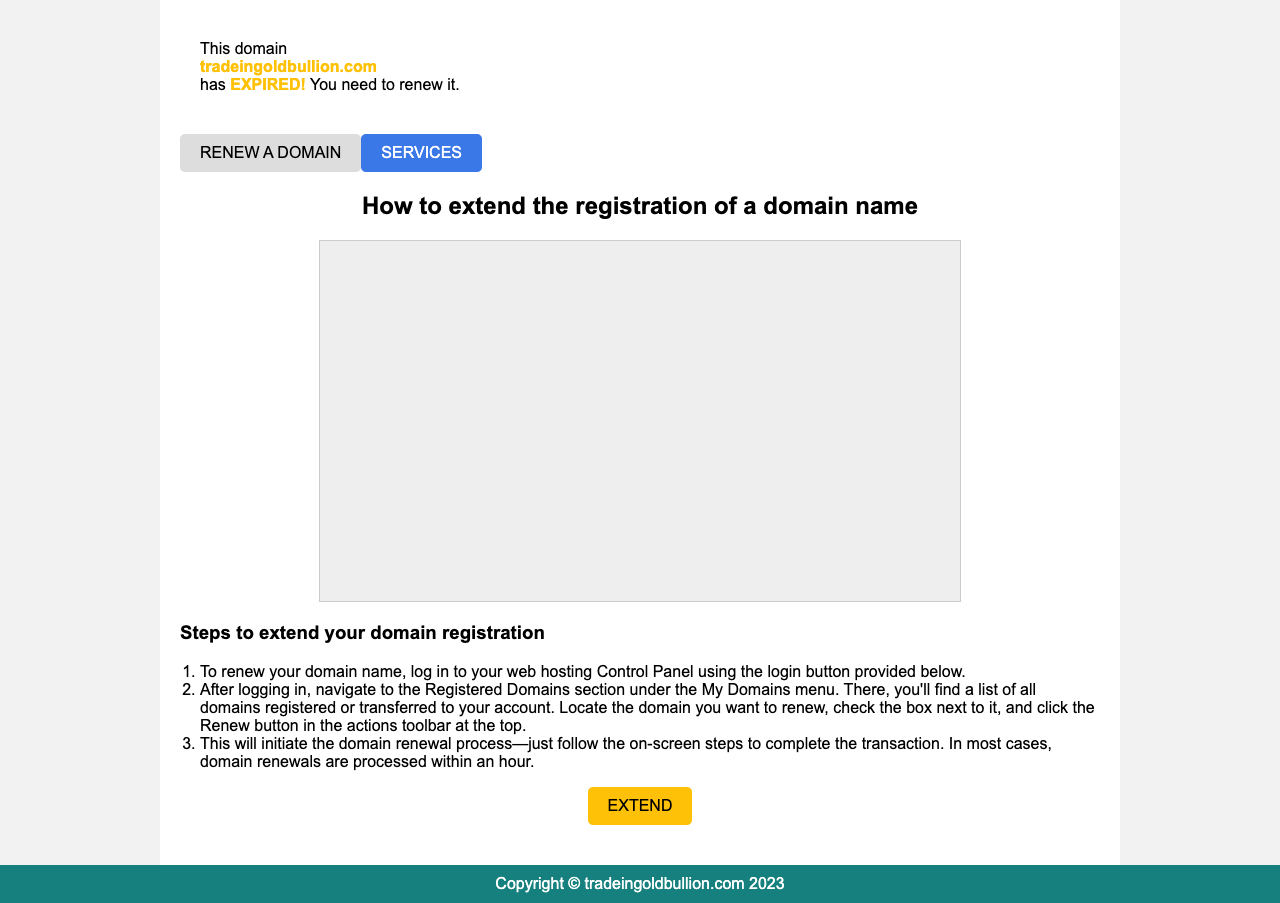 This domain
tradeingoldbullion.com
has EXPIRED! You need to renew it.
RENEW A DOMAIN SERVICES
How to extend the registration of a domain name
Steps to extend your domain registration
1. To renew your domain name, log in to your web hosting Control Panel using the login button provided below.
2. After logging in, navigate to the Registered Domains section under the My Domains menu. There, you'll find a list of all
domains registered or transferred to your account. Locate the domain you want to renew, check the box next to it, and click the
Renew button in the actions toolbar at the top.
3. This will initiate the domain renewal process—just follow the on-screen steps to complete the transaction. In most cases,
domain renewals are processed within an hour.
EXTEND
Copyright © tradeingoldbullion.com 2023